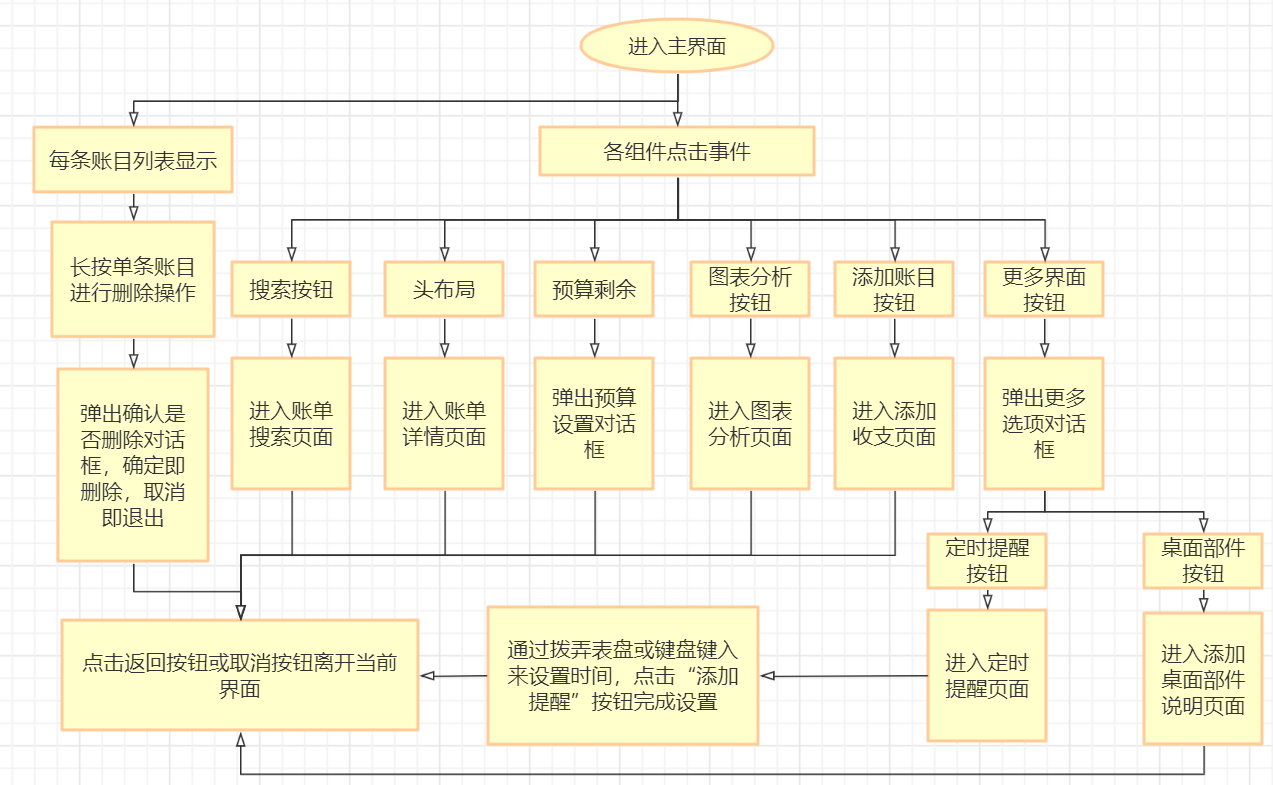 进入主界面
每条账目列表显示
各组件点击事件
长按单条账目
进行删除操作
搜索按钮
头布局
预算剩余
图表分析
按钮
添加账目
按钮
更多界面
按钮
弹出确认是
否删除对话
框，确定即
删除，取消
即退出
进入账单
搜索页面
进入账单
详情页面
弹出预算
设置对话
框
进入图表
分析页面
进入添加
收支页面
弹出更多
选项对话
框
定时提醒
按钮
桌面部件
按钮
点击返回按钮或取消按钮离开当前
界面
通过拨弄表盘或键盘键入
来设置时间，点击“添加
提醒”按钮完成设置
进入定时
提醒页面
进入添加
桌面部件
说明页面